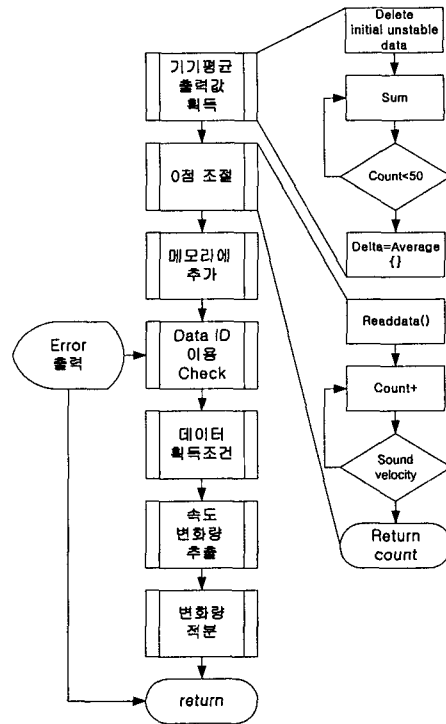 기기평균
출력값
획득
0점 조절
메모리에
추가
Error
출력
Data ID
이용
Check
데이터
획득조건
속도
변화량
추출
변화량
적분
return
Delete
initial unstable
data
Sum
Count<50
Delta=Average
{}
Readdata()
Count+
Sound
velocity
Return
count